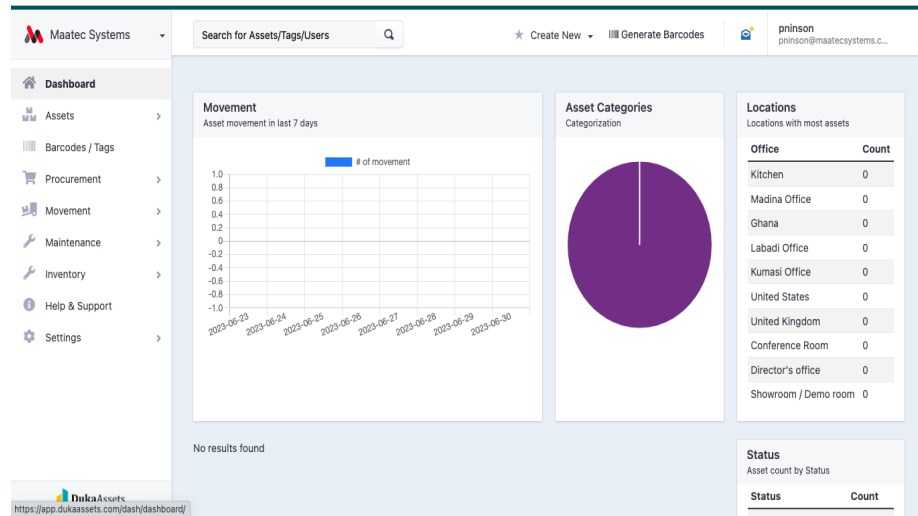 Maatec Systems
Search for Assets/Tags/Users
Create New
Generate Barcodes
pninson
pninson@maatecsystems.c...
Dashboard
Assets
Barcodes / Tags
Procurement
Movement
Maintenance
Inventory
Help & Support
Settings
DukaAssets
https://app.dukaassets.com/dash/dashboard/
Movement
Asset movement in last 7 days
# of movement
1.0
0.8
0.6
0.4
0.2
0
-0.2
-0.4
-0.6
-0.8
-1.0
2023-06-23
2023-06-24
2023-06-25
2023-06-26
2023-06-27
2023-06-28
2023-06-29
2023-06-30
Asset Categories
Categorization
Locations
Locations with most assets
Office Count
Kitchen 0
Madina Office 0
Ghana 0
Labadi Office 0
Kumasi Office 0
United States 0
United Kingdom 0
Conference Room 0
Director's office 0
Showroom / Demo room 0
No results found
Status
Asset count by Status
Status Count